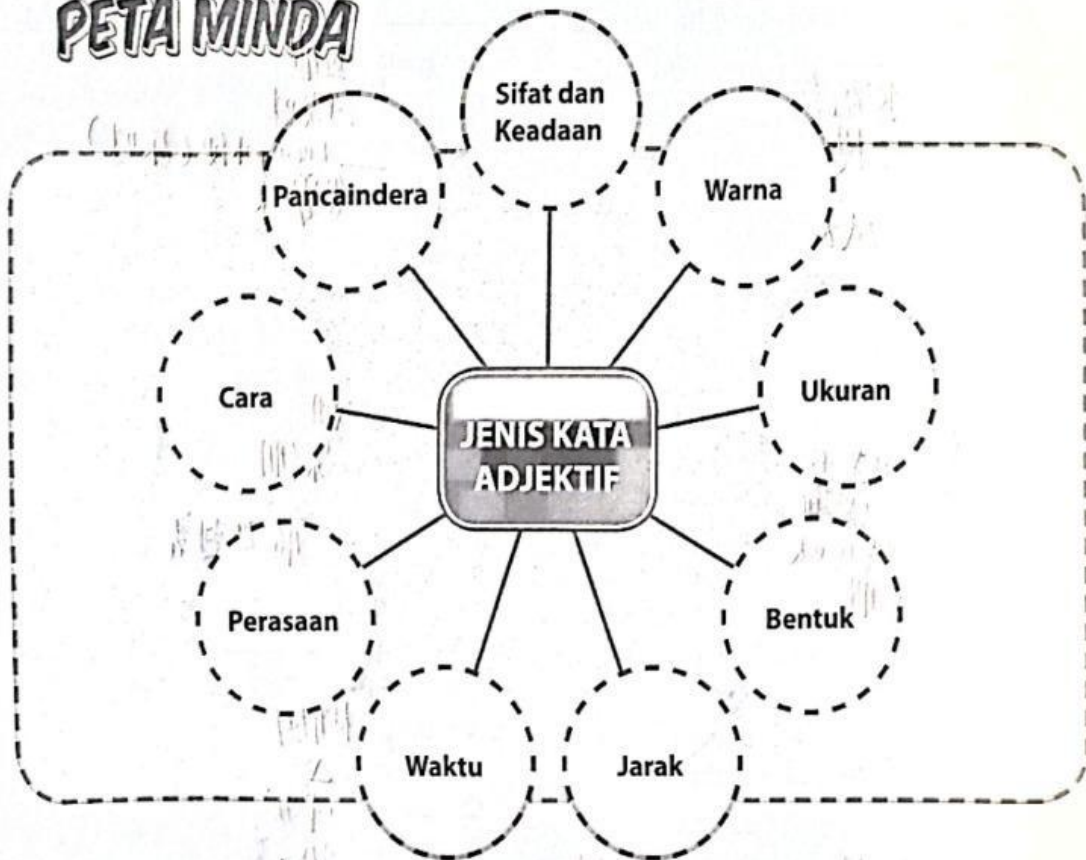 PETA MINDA
Sifat dan
Keadaan
Pancaindera
Warna
Cara
Ukuran
JENIS KATA
ADJEKTIF
Perasaan
Bentuk
Waktu
Jarak